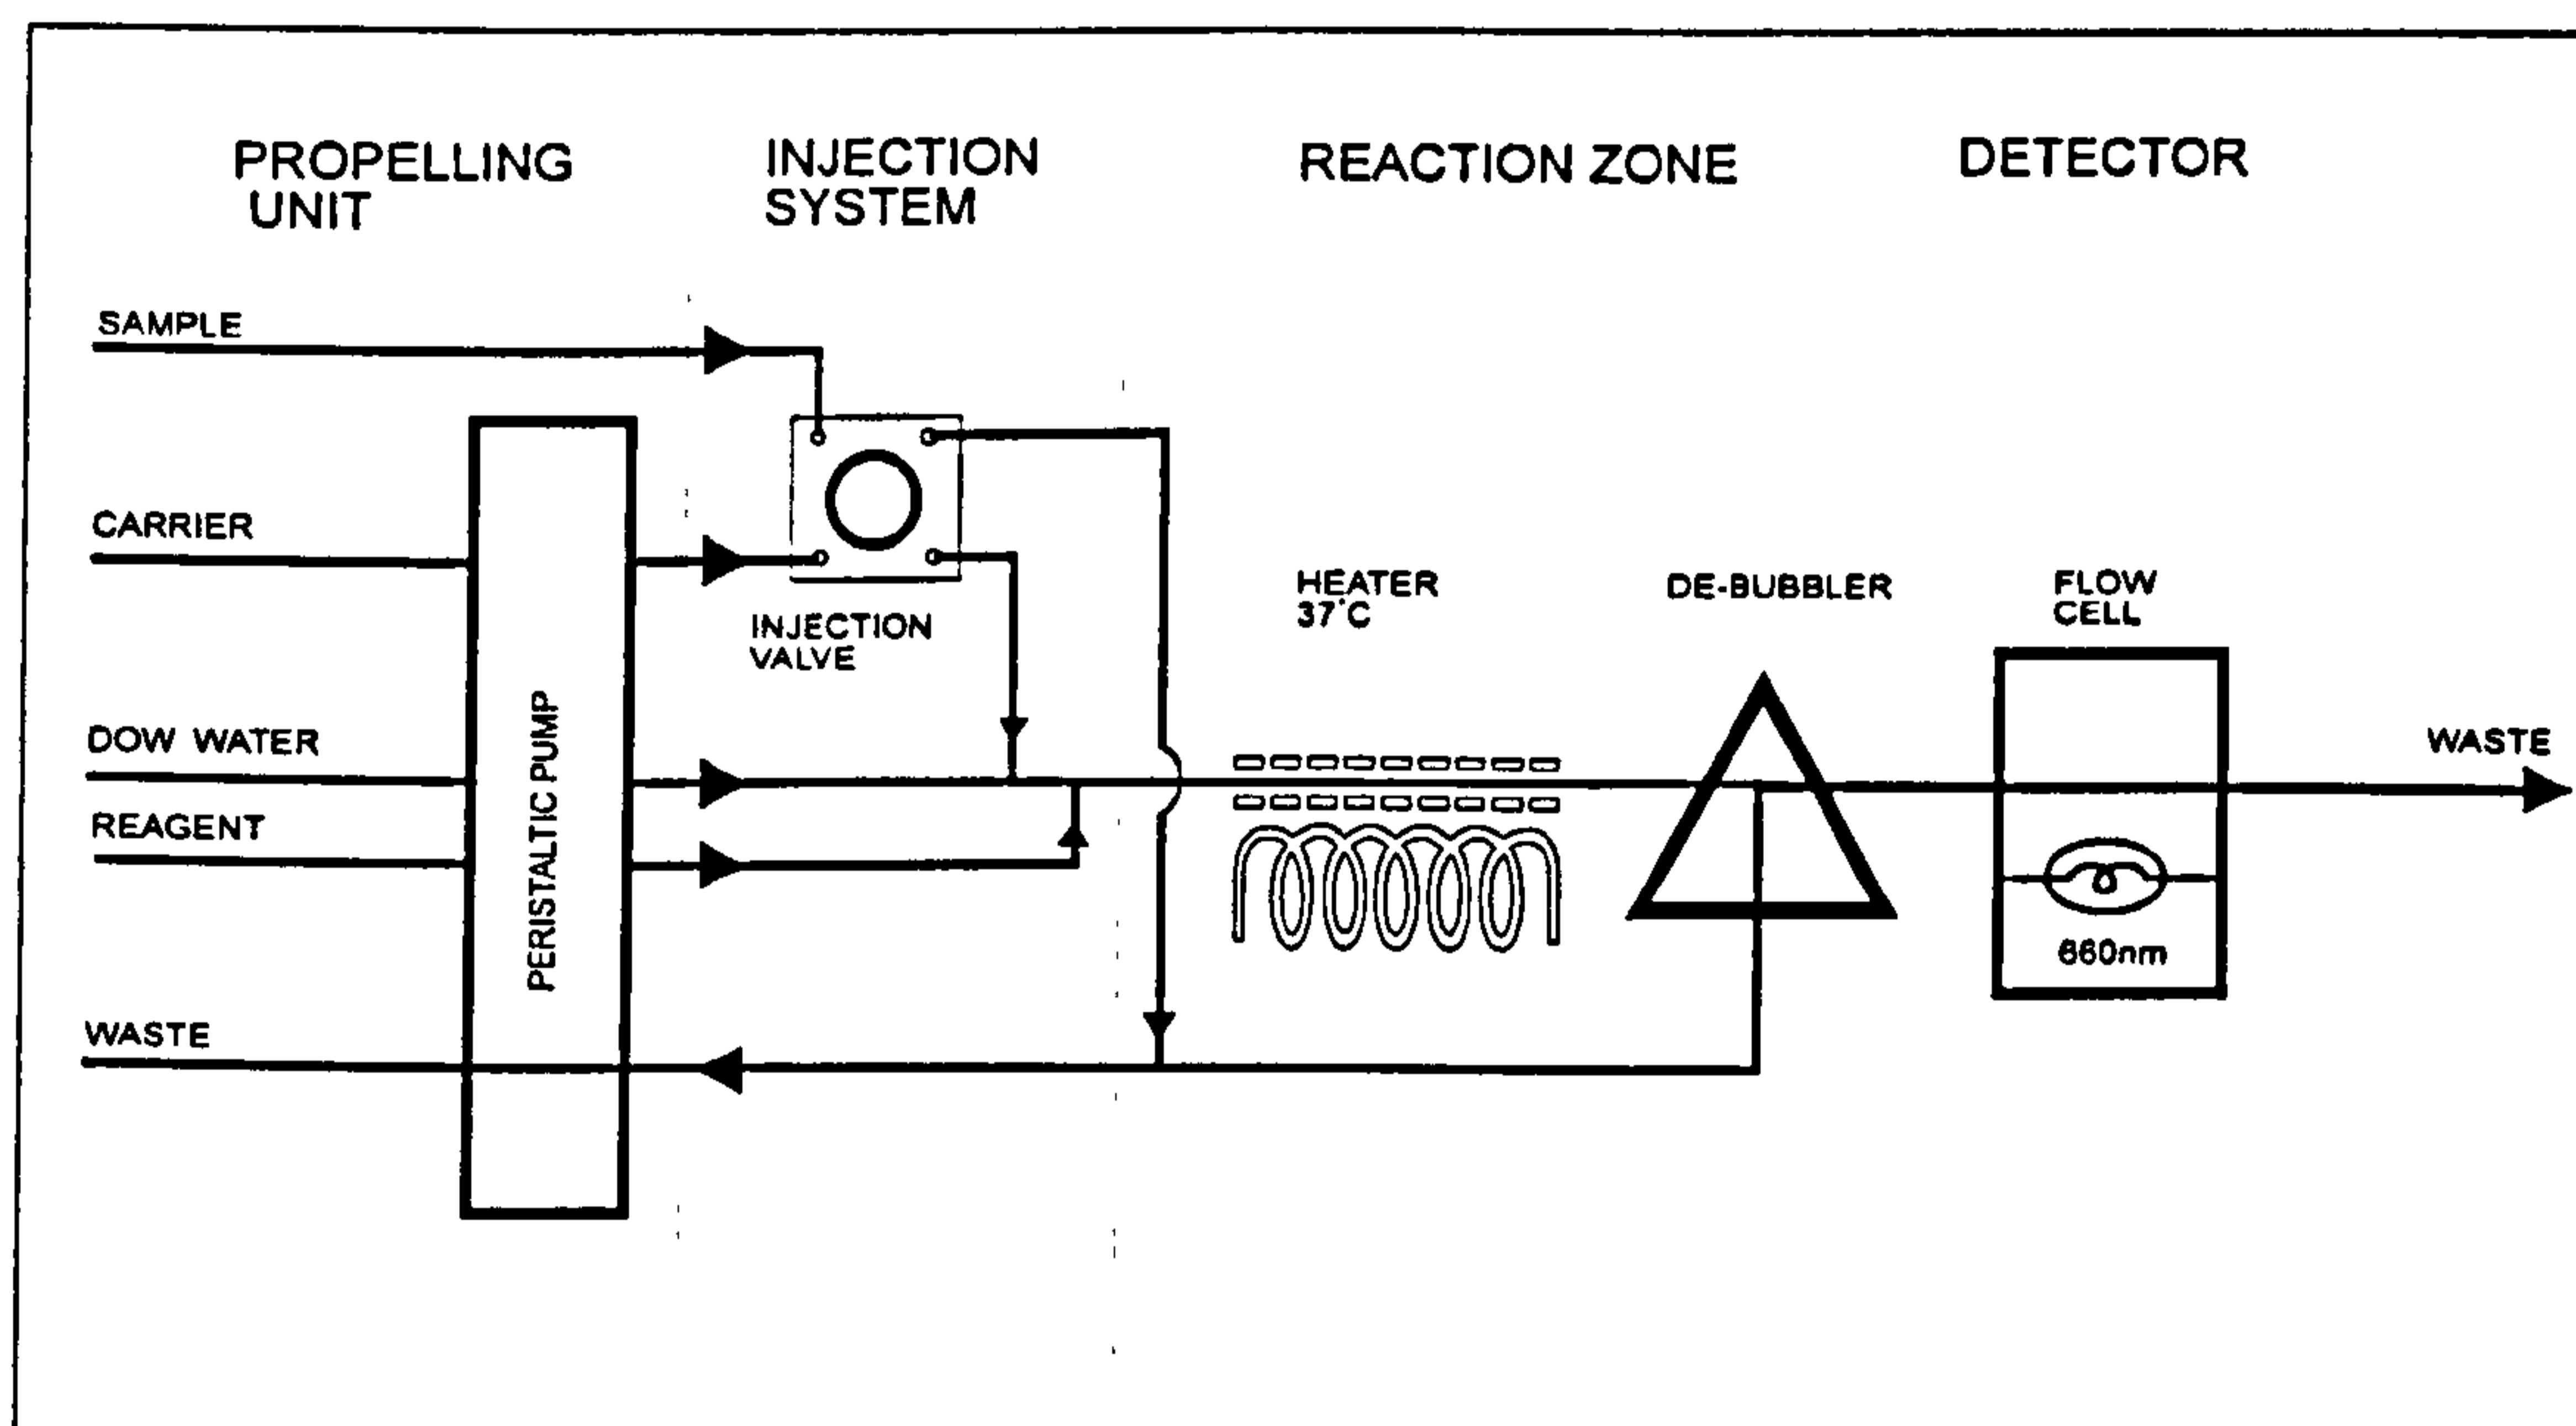 PROPELLING
UNIT
INJECTION
SYSTEM
REACTION ZONE
DETECTOR
SAMPLE
CARRIER
INJECTION
VALVE
HEATER
37°C
DE-BUBBLER
FLOW
CELL
DOW WATER
REAGENT
PERISTALTIC PUMP
WASTE
660nm
WASTE